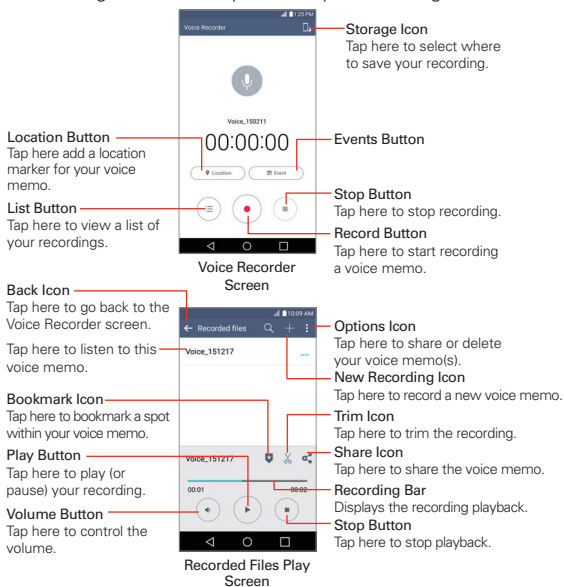 Storage Icon
Tap here to select where
to save your recording.
1:25 PM
Voice Recorder
Voice_150211
00:00:00
Location
Event
Location Button
Tap here add a location
marker for your voice
memo.
List Button
Tap here to view a list of
your recordings.
Events Button
Stop Button
Tap here to stop recording.
Record Button
Tap here to start recording
a voice memo.
Voice Recorder
Screen
Back Icon
Tap here to go back to the
Voice Recorder screen.
Tap here to listen to this
voice memo.
Bookmark Icon
Tap here to bookmark a spot
within your voice memo.
Play Button
Tap here to play (or
pause) your recording.
Volume Button
Tap here to control the
volume.
10:09 AM
Recorded files
Voice_151217
Voice_151217
00:01
00:02
Options Icon
Tap here to share or delete
your voice memo(s).
New Recording Icon
Tap here to record a new voice memo.
Trim Icon
Tap here to trim the recording.
Share Icon
Tap here to share the voice memo.
Recording Bar
Displays the recording playback.
Stop Button
Tap here to stop playback.
Recorded Files Play
Screen